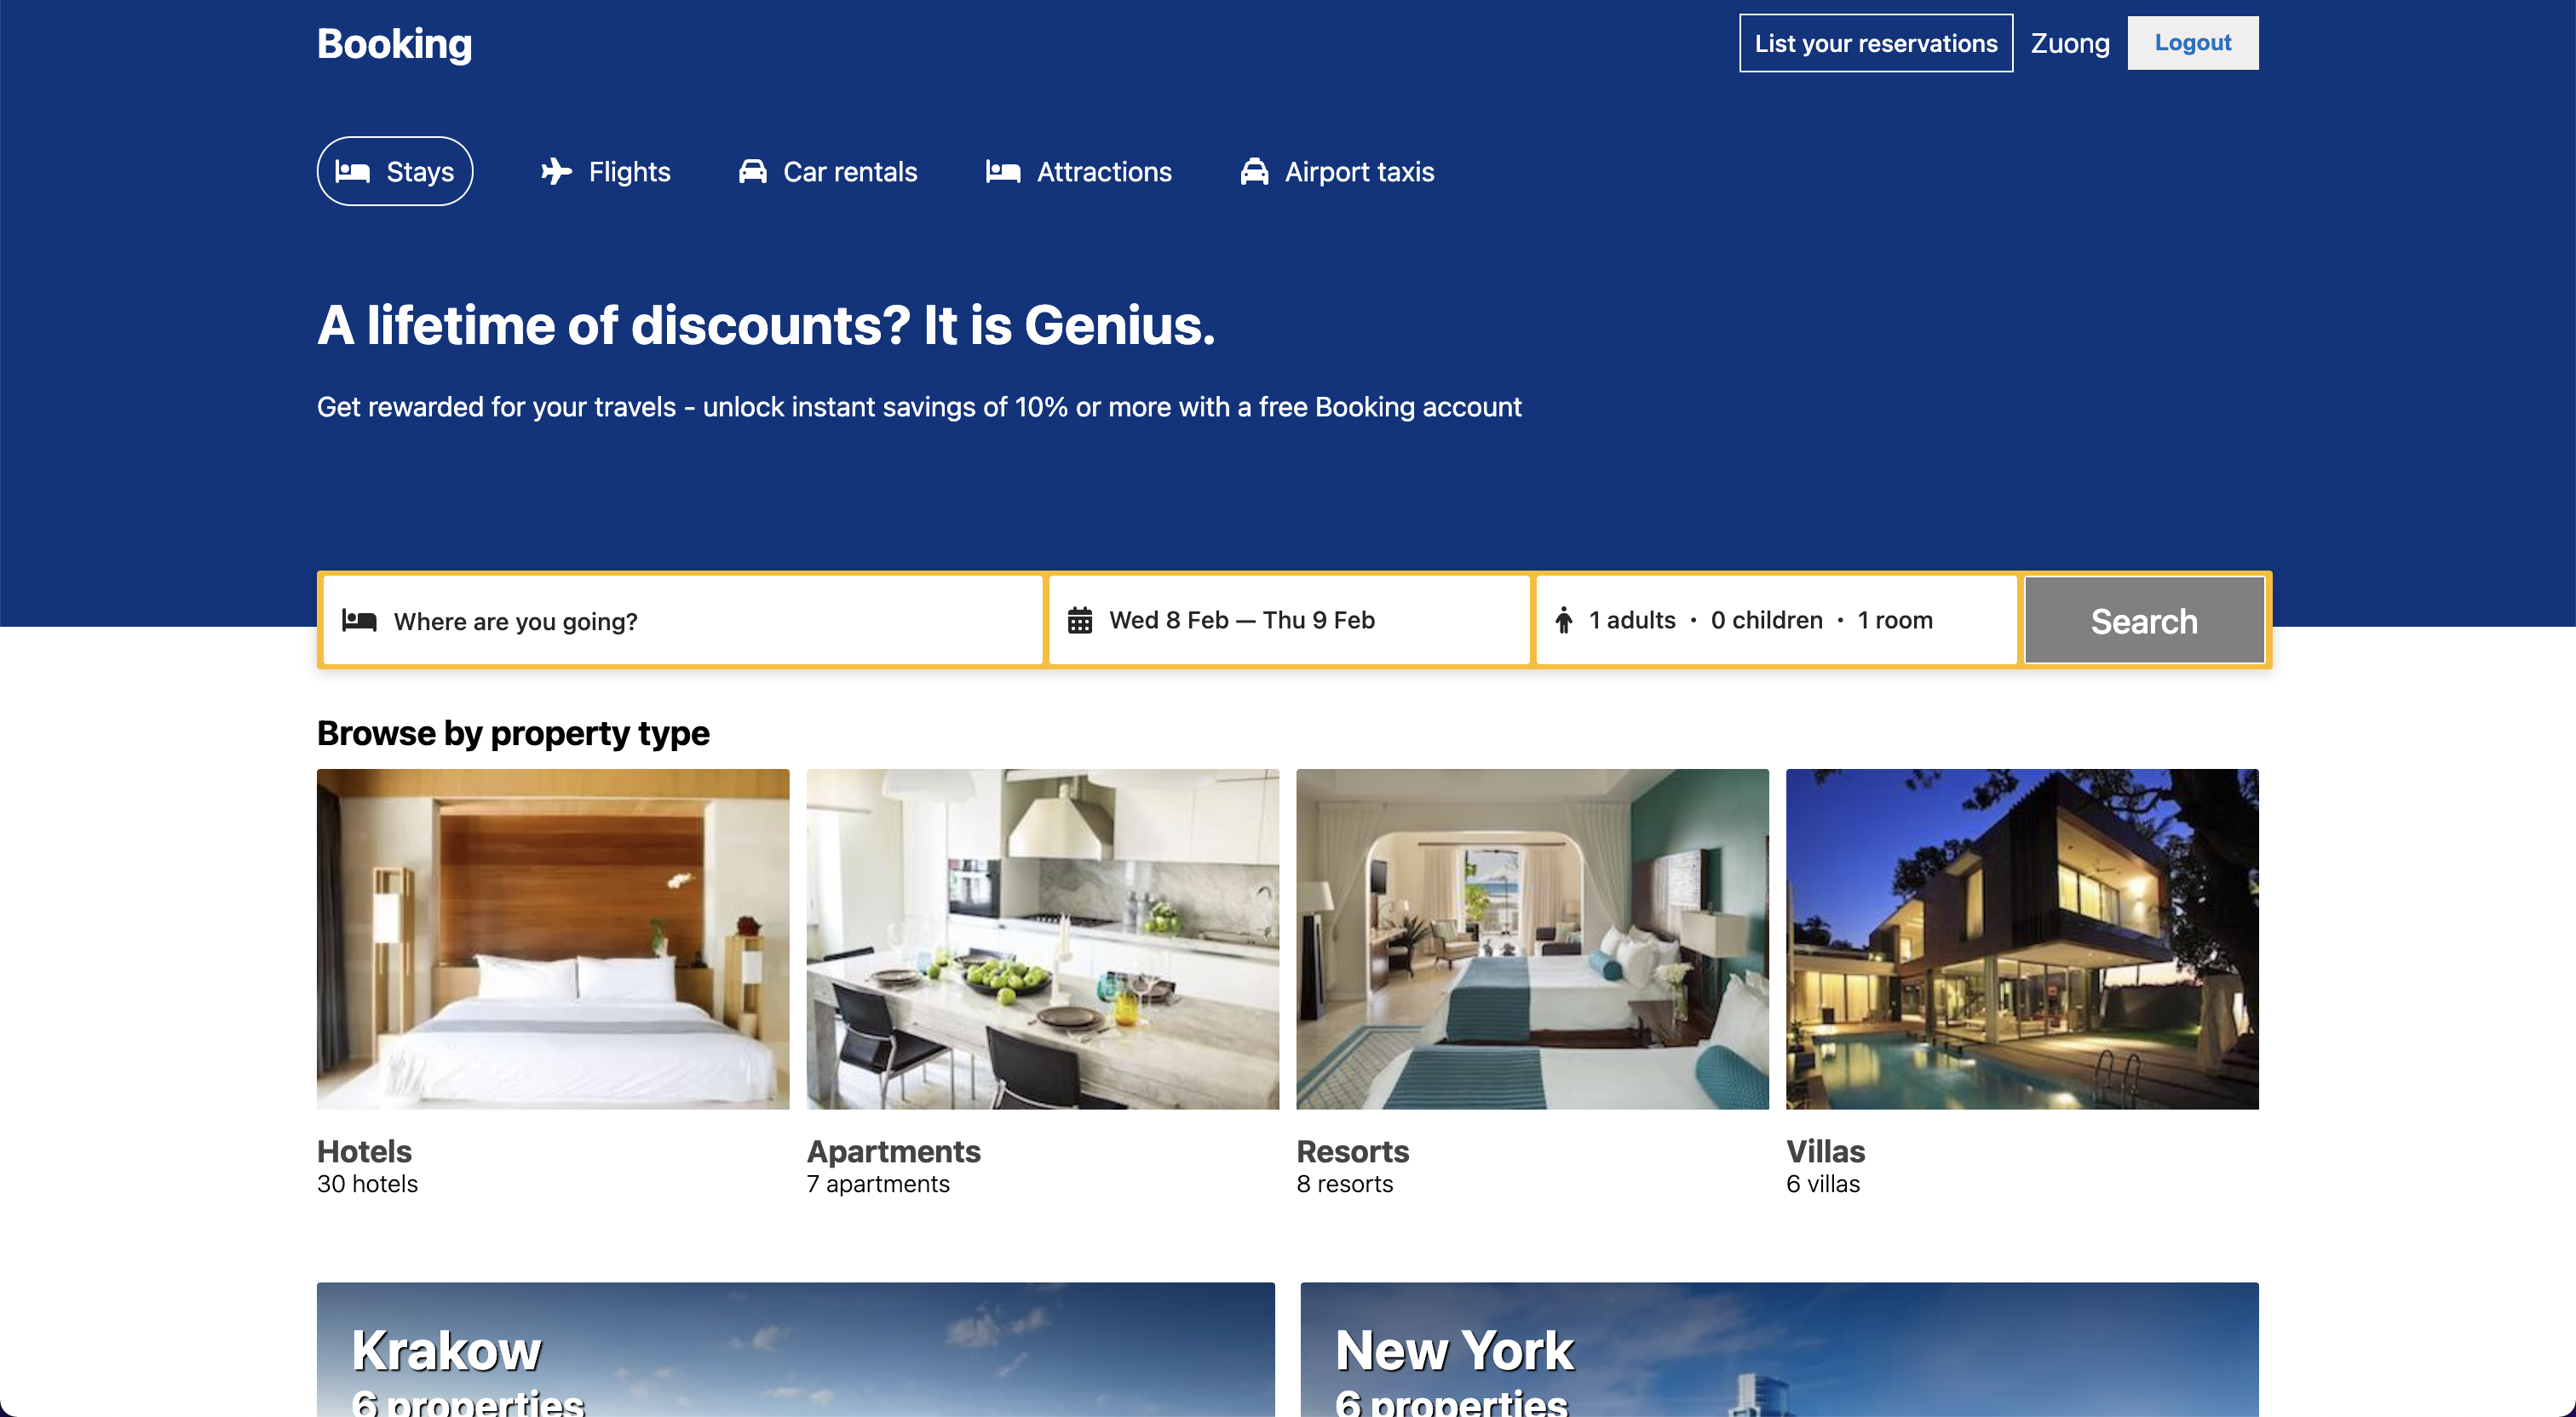 Booking
List your reservations
Zuong
Logout
Stays
Flights
Car rentals
Attractions
Airport taxis
A lifetime of discounts? It is Genius.
Get rewarded for your travels - unlock instant savings of 10% or more with a free Booking account
Where are you going?
Wed 8 Feb — Thu 9 Feb
1 adults · 0 children · 1 room
Search
Browse by property type
Hotels
30 hotels
Apartments
7 apartments
Resorts
8 resorts
Villas
6 villas
Krakow
6 properties
New York
6 properties